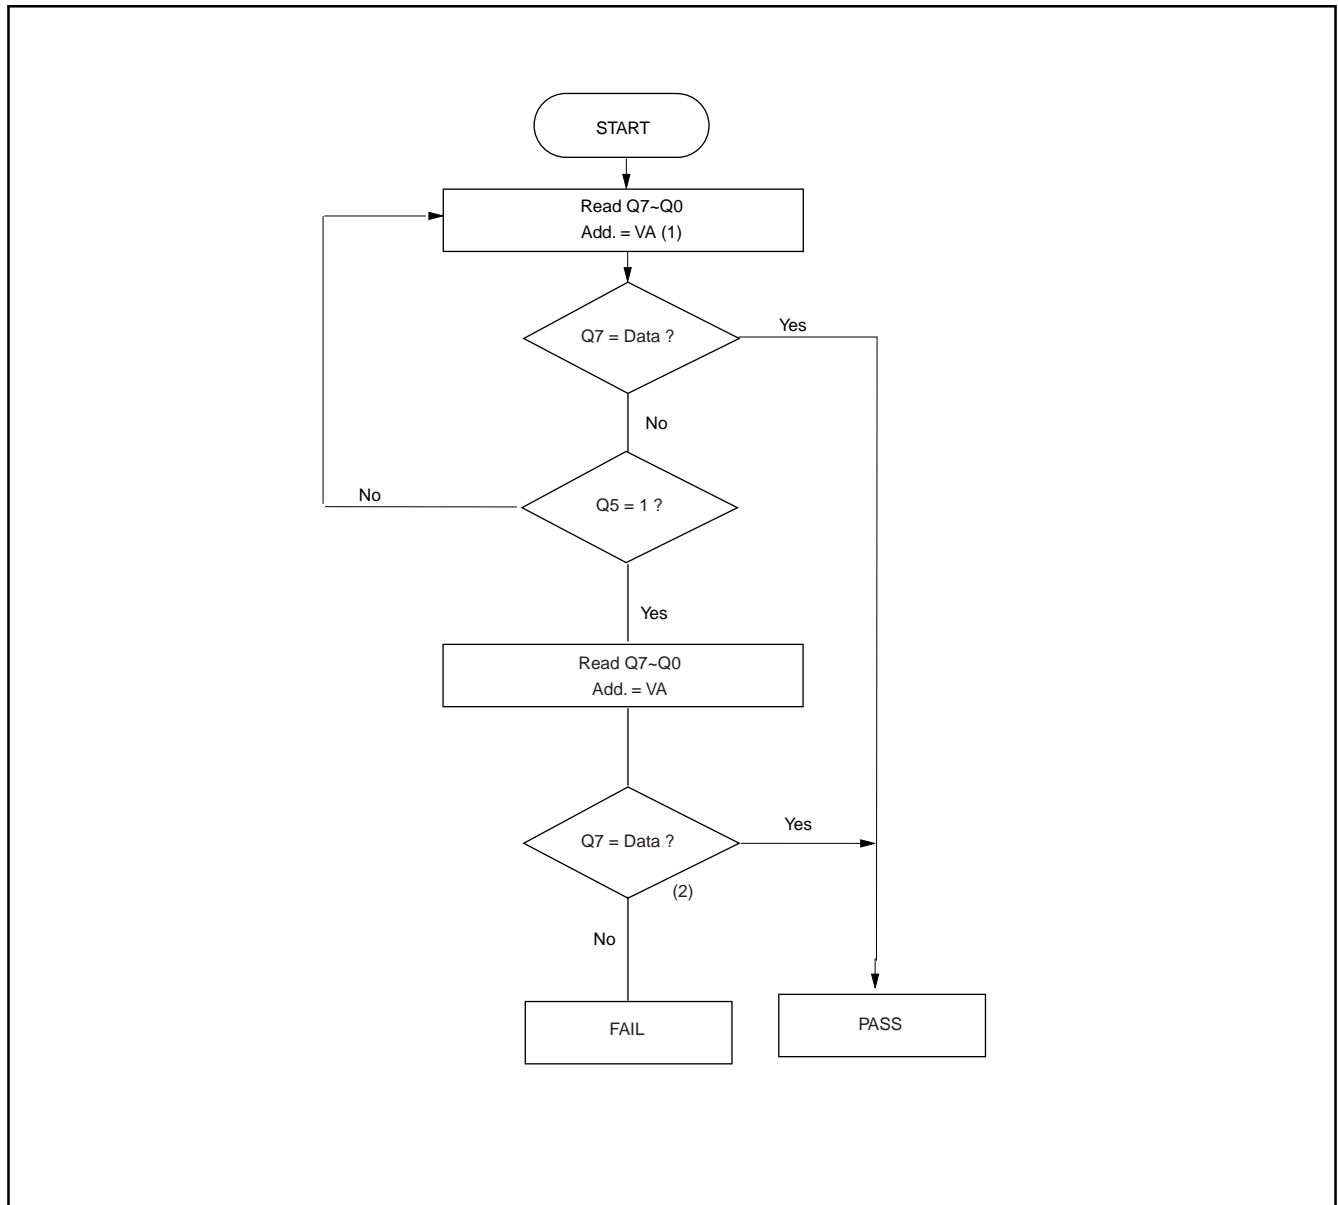 START
Read Q7~Q0
Add. = VA (1)
Q7 = Data ?
Yes
No
Q5 = 1 ?
No
Yes
Read Q7~Q0
Add. = VA
Q7 = Data ?
Yes
(2)
No
FAIL
PASS